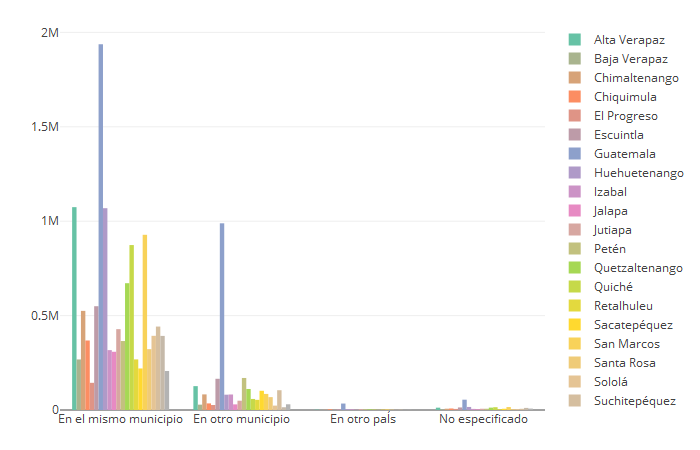 2M
1.5M
1M
0.5M
0
En el mismo municipio
En otro municipio
En otro país
No especificado
Alta Verapaz
Baja Verapaz
Chimaltenango
Chiquimula
El Progreso
Escuintla
Guatemala
Huehuetenango
Izabal
Jalapa
Jutiapa
Petén
Quetzaltenango
Quiché
Retalhuleu
Sacatepéquez
San Marcos
Santa Rosa
Sololá
Suchitepéquez